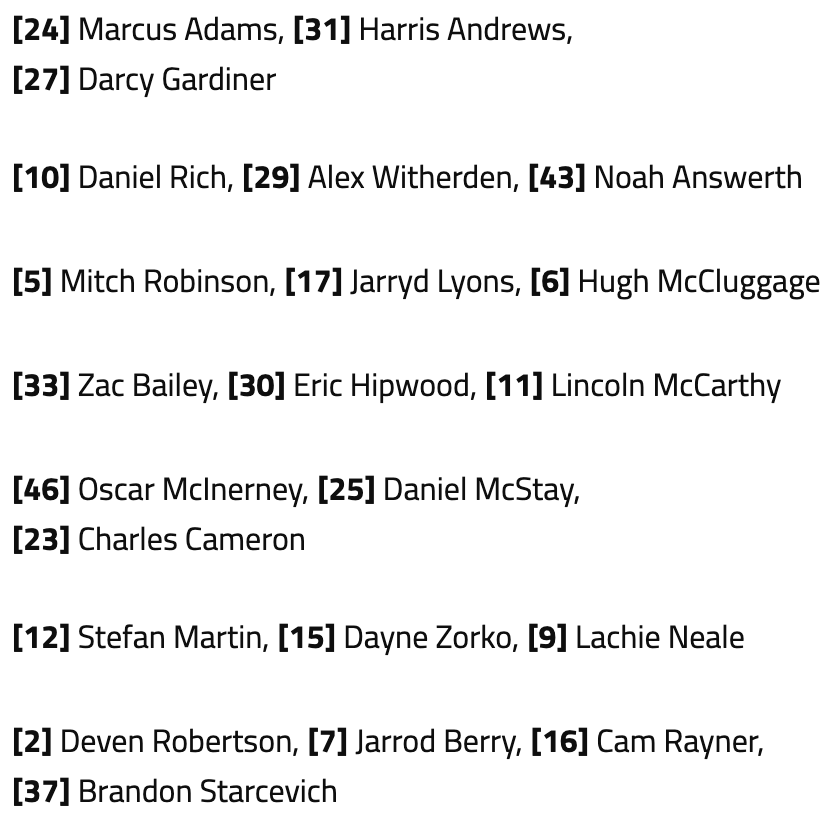 [24] Marcus Adams, [31] Harris Andrews,
[27] Darcy Gardiner
[10] Daniel Rich, [29] Alex Witherden, [43] Noah Answerth
[5] Mitch Robinson, [17] Jarryd Lyons, [6] Hugh McCluggage
[33] Zac Bailey, [30] Eric Hipwood, [11] Lincoln McCarthy
[46] Oscar McInerney, [25] Daniel McStay,
[23] Charles Cameron
[12] Stefan Martin, [15] Dayne Zorko, [9] Lachie Neale
[2] Deven Robertson, [7] Jarrod Berry, [16] Cam Rayner,
[37] Brandon Starcevich